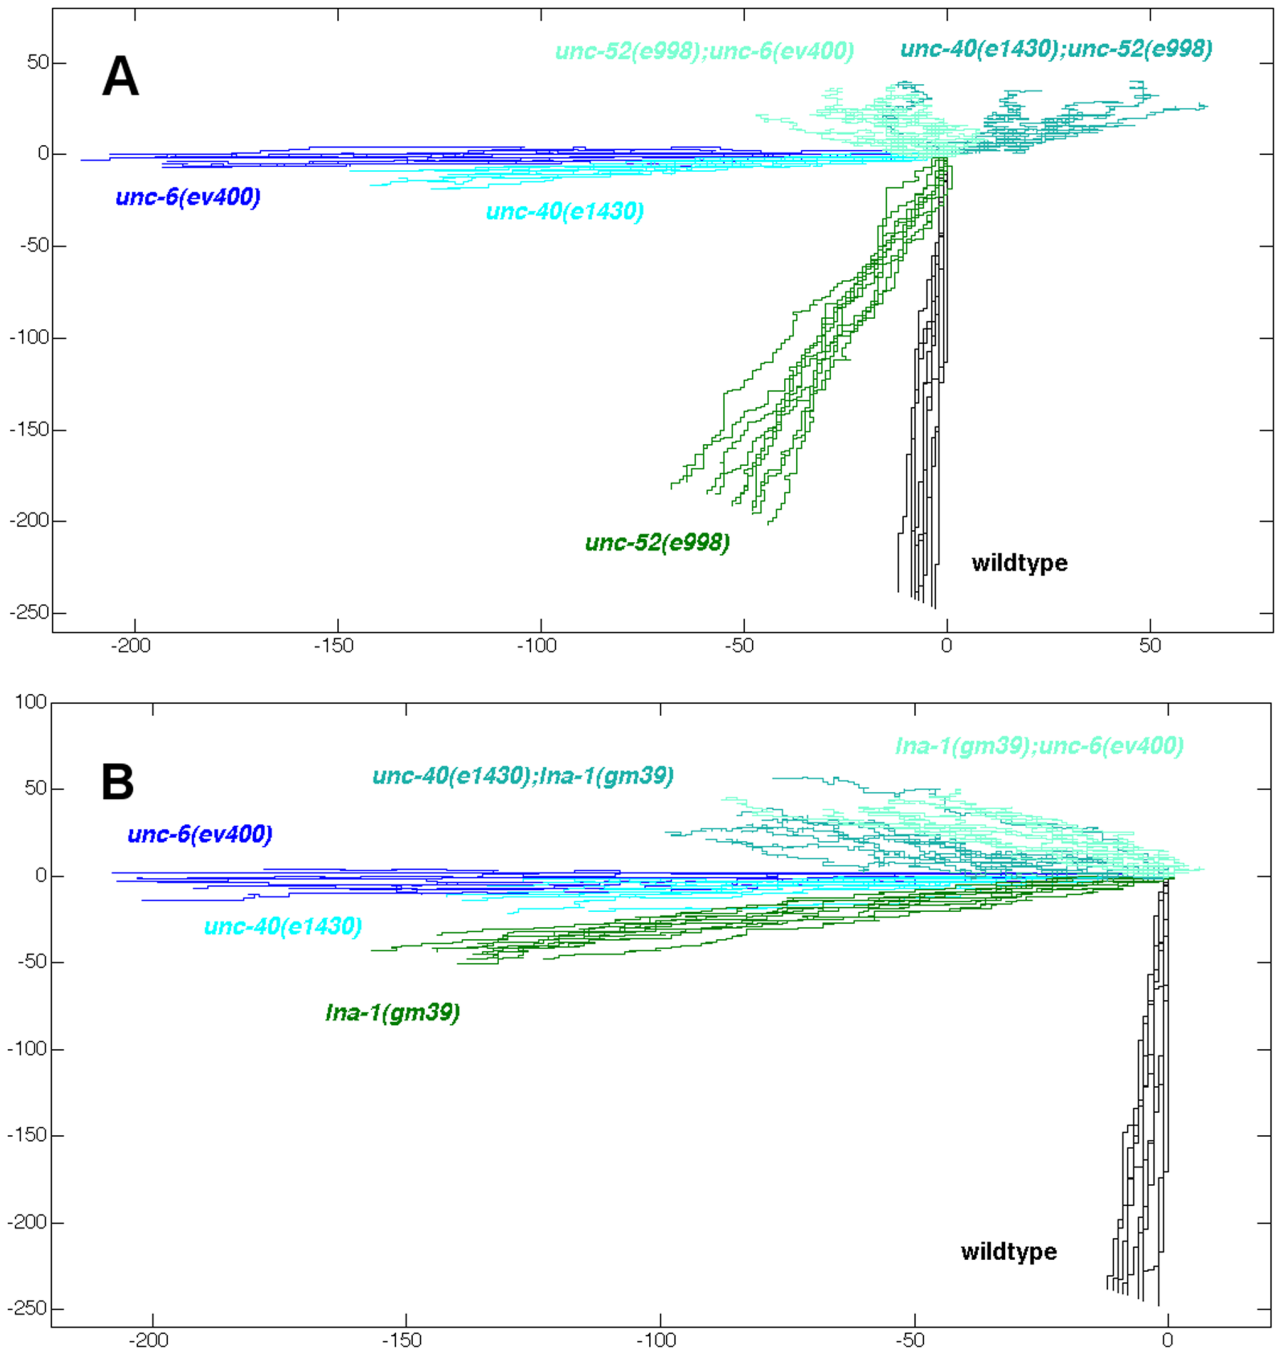 A
unc-52(e998);unc-6(ev400)
unc-40(e1430);unc-52(e998)
50
0
unc-6(ev400)
unc-40(e1430)
-50
-100
-150
-200
unc-52(e998)
wildtype
-250
-200 -150 -100 -50 0 50
100
B
lna-1(gm39);unc-6(ev400)
unc-40(e1430);lna-1(gm39)
50
unc-6(ev400)
0
unc-40(e1430)
-50
lna-1(gm39)
-100
-150
-200
wildtype
-250
-200 -150 -100 -50 0